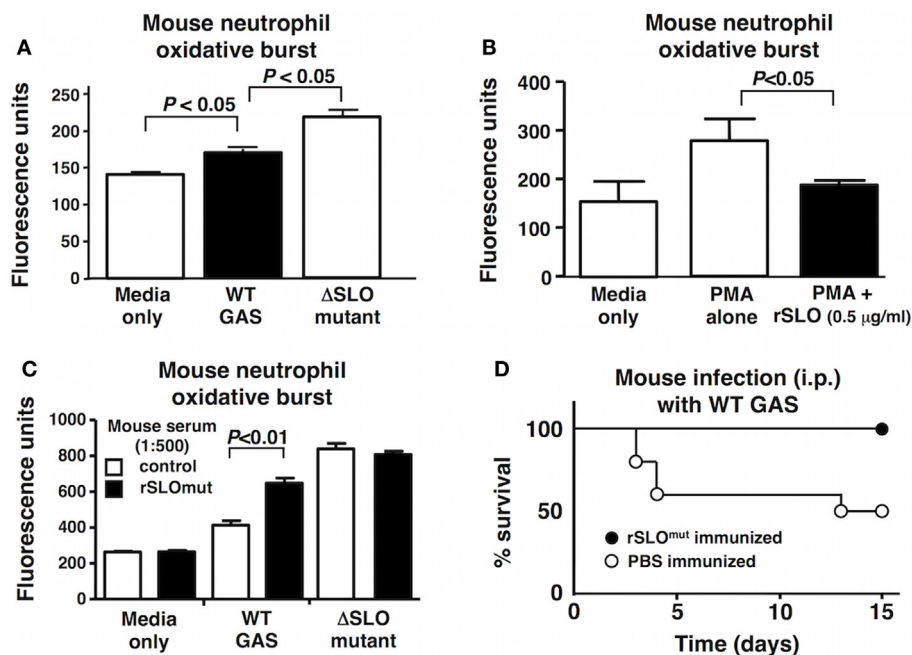 A
Mouse neutrophil
oxidative burst
Fluorescence units
250
200
150
100
50
0
P < 0.05
P < 0.05
Media
only
WT
GAS
ΔSLO
mutant
B
Mouse neutrophil
oxidative burst
Fluorescence units
400
300
200
100
0
P<0.05
Media
only
PMA
alone
PMA +
rSLO (0.5 μg/ml)
C
Mouse neutrophil
oxidative burst
Fluorescence units
1000
800
600
400
200
0
Mouse serum
(1:500)
control
rSLOmut
P<0.01
Media
only
WT
GAS
ΔSLO
mutant
D
Mouse infection (i.p.)
with WT GAS
% survival
100
50
0
rSLOᵐᵘᵗ immunized
PBS immunized
0 5 10 15
Time (days)